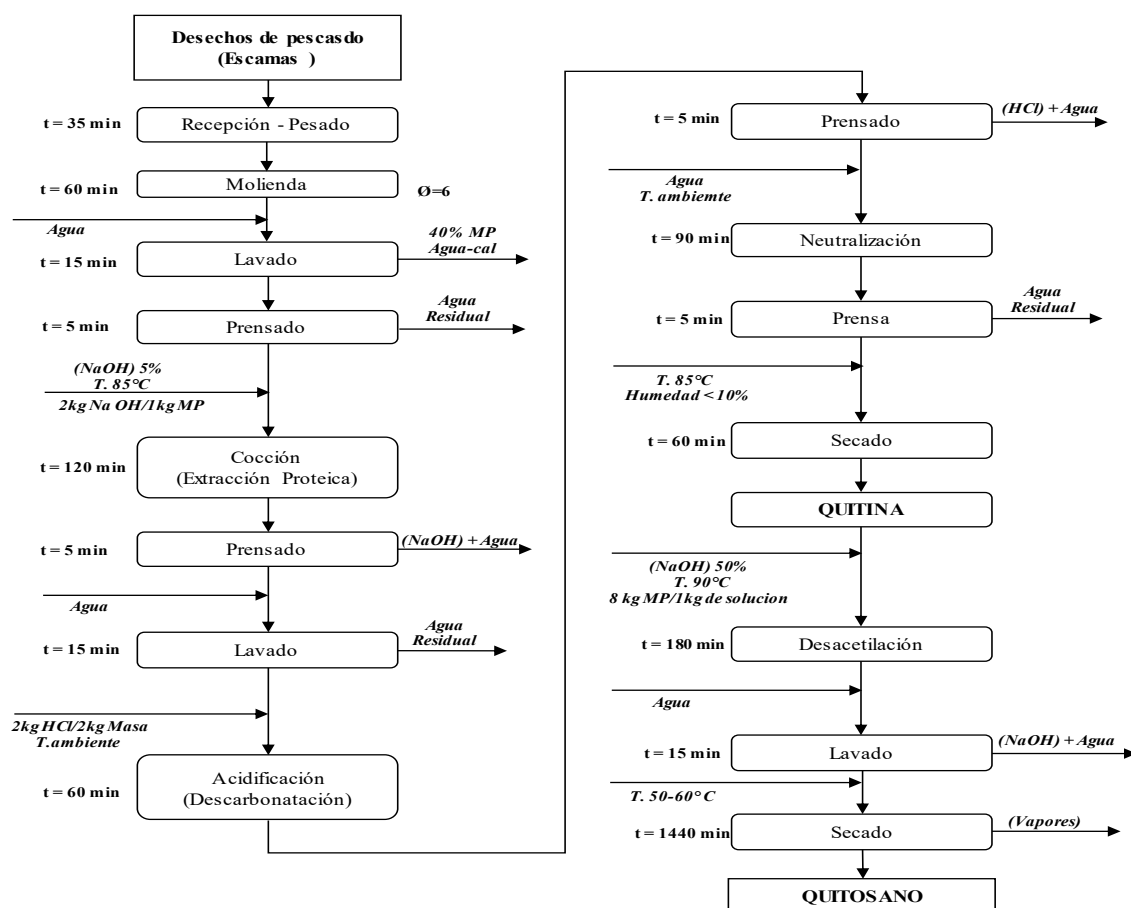 Desechos de pescasdo
(Escamas )
t = 35 min
Recepción - Pesado
t = 60 min
Molienda
Ø=6
Agua
t = 15 min
Lavado
40% MP
Agua-cal
t = 5 min
Prensado
Agua
Residual
(NaOH) 5%
T. 85°C
2kg Na OH/1kg MP
t = 120 min
Cocción
(Extracción Proteica)
t = 5 min
Prensado
(NaOH) + Agua
Agua
t = 15 min
Lavado
Agua
Residual
2kg HCl/2kg Masa
T.ambiente
t = 60 min
Acidificación
(Descarbonatación)
t = 5 min
Prensado
(HCl) + Agua
Agua
T. ambiemte
t = 90 min
Neutralización
t = 5 min
Prensa
Agua
Residual
T. 85°C
Humedad < 10%
t = 60 min
Secado
QUITINA
(NaOH) 50%
T. 90°C
8 kg MP/1kg de solucion
t = 180 min
Desacetilación
Agua
t = 15 min
Lavado
(NaOH) + Agua
T. 50-60° C
t = 1440 min
Secado
(Vapores)
QUITOSANO